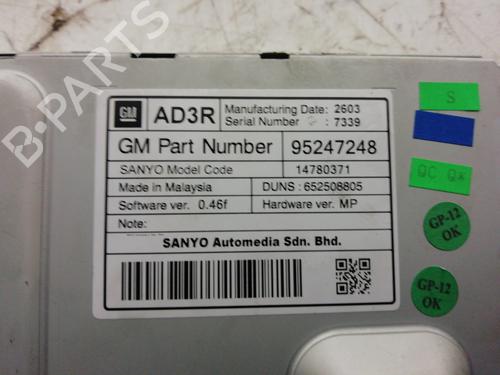 GM
AD3R
Manufacturing Date: 2603
Serial Number : 7339
GM Part Number 95247248
SANYO Model Code 14780371
Made in Malaysia DUNS : 652508805
Software ver. 0.46f Hardware ver. MP
Note:
SANYO Automedia Sdn. Bhd.
S
QC OK
GP-12
OK
GP-12
OK
B-PARTS